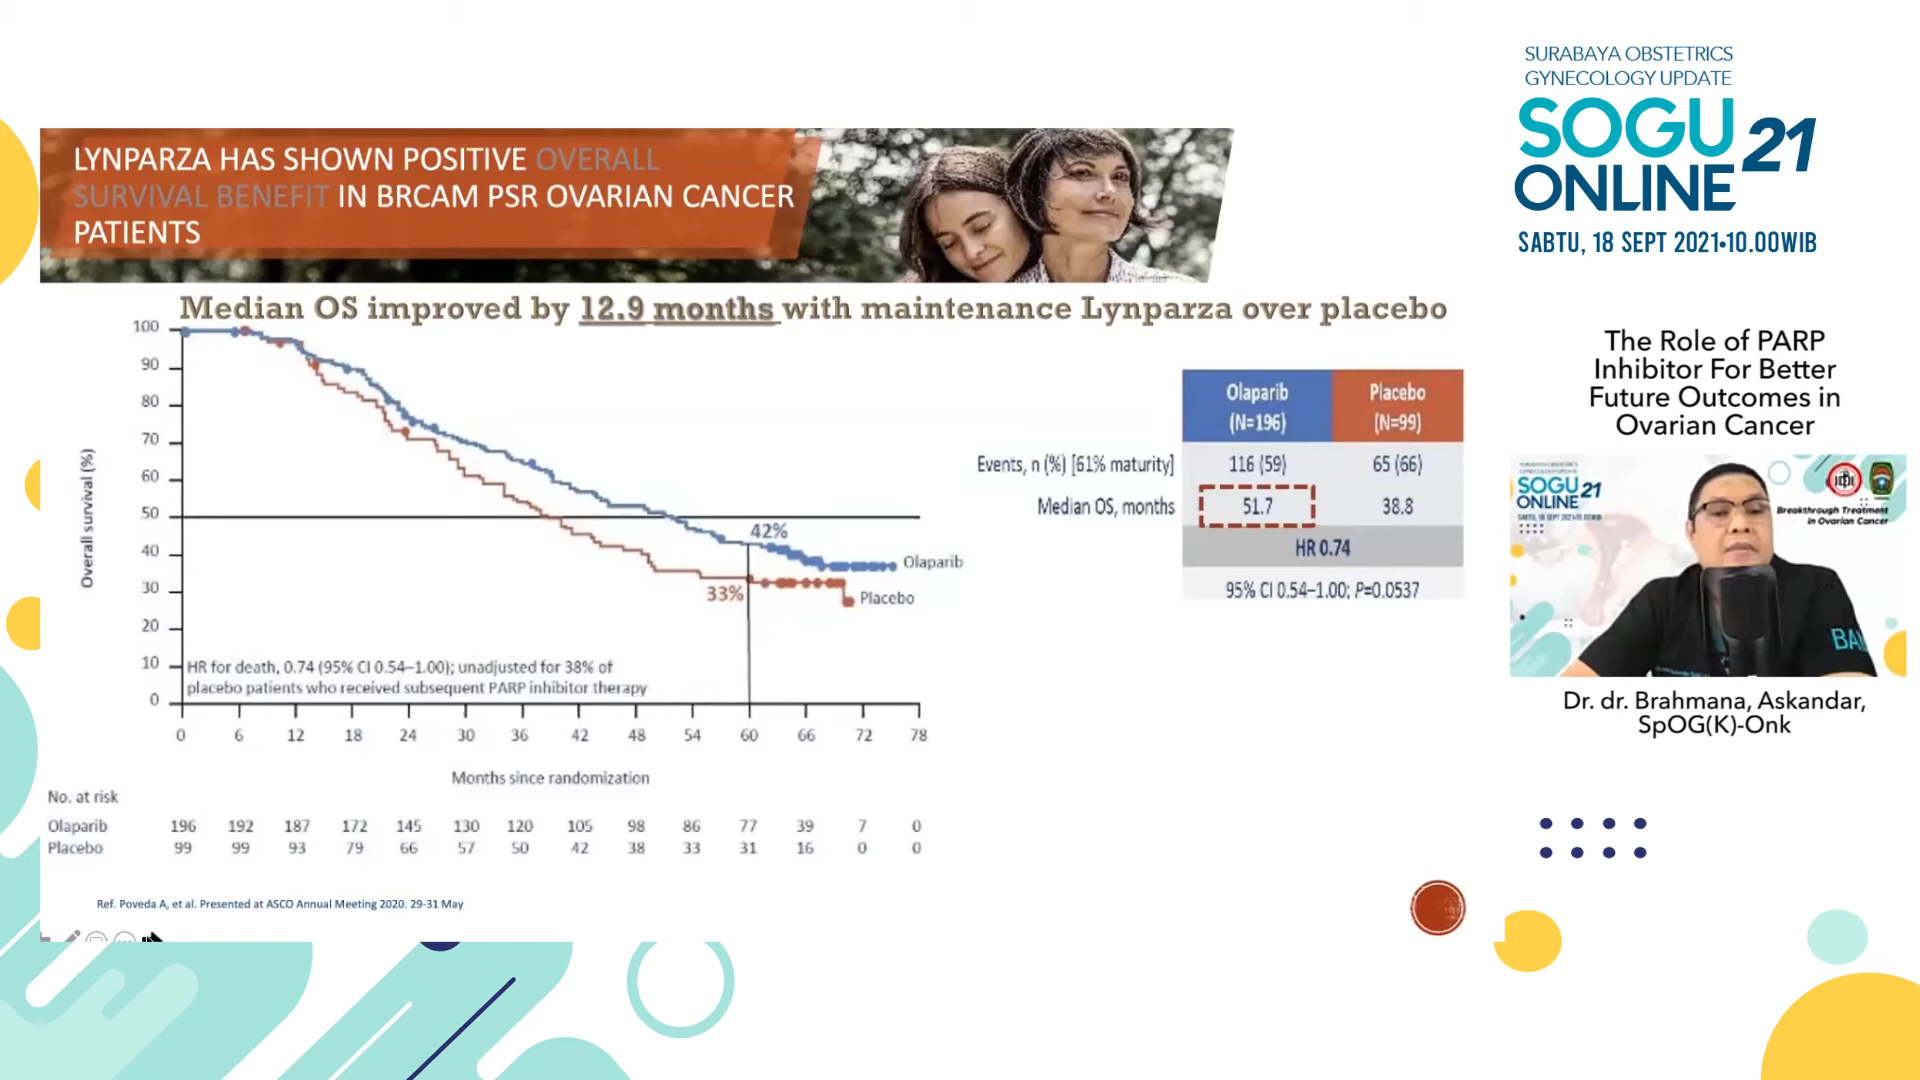 SURABAYA OBSTETRICS
GYNECOLOGY UPDATE
SOGU 21
ONLINE
SABTU, 18 SEPT 2021•10.00WIB
LYNPARZA HAS SHOWN POSITIVE OVERALL
SURVIVAL BENEFIT IN BRCAM PSR OVARIAN CANCER
PATIENTS
Median OS improved by 12.9 months with maintenance Lynparza over placebo
Overall survival (%)
100
90
80
70
60
50
40
30
20
10
0
42%
33%
Olaparib
Placebo
HR for death, 0.74 (95% CI 0.54–1.00); unadjusted for 38% of
placebo patients who received subsequent PARP inhibitor therapy
0 6 12 18 24 30 36 42 48 54 60 66 72 78
Months since randomization
No. at risk
Olaparib 196 192 187 172 145 130 120 105 98 86 77 39 7 0
Placebo 99 99 93 79 66 57 50 42 38 33 31 16 0 0
Olaparib Placebo
(N=196) (N=99)
Events, n (%) [61% maturity] 116 (59) 65 (66)
Median OS, months 51.7 38.8
HR 0.74
95% CI 0.54–1.00; P=0.0537
Ref. Poveda A, et al. Presented at ASCO Annual Meeting 2020. 29-31 May
The Role of PARP
Inhibitor For Better
Future Outcomes in
Ovarian Cancer
SOGU 21
ONLINE
SABTU, 18 SEPT 2021•10.00WIB
Breakthrough Treatment
in Ovarian Cancer
Dr. dr. Brahmana, Askandar,
SpOG(K)-Onk